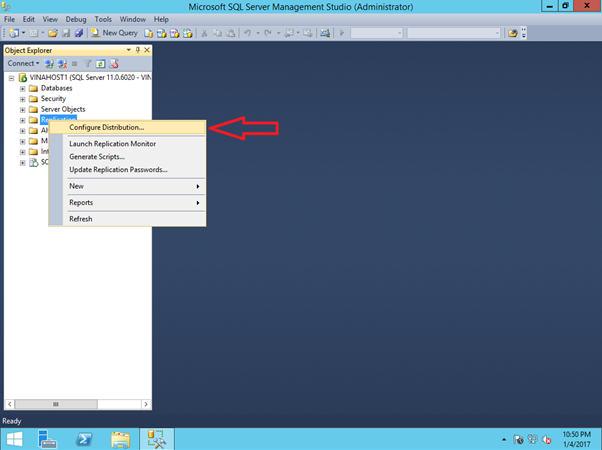 Microsoft SQL Server Management Studio (Administrator)
File Edit View Debug Tools Window Help
New Query
Object Explorer
Connect
VINAHOST1 (SQL Server 11.0.6020 - VIN
Databases
Security
Server Objects
Replication
Configure Distribution...
Al
Launch Replication Monitor
M
Generate Scripts...
Int
Update Replication Passwords...
SC
New
Reports
Refresh
Ready
10:50 PM
1/4/2017